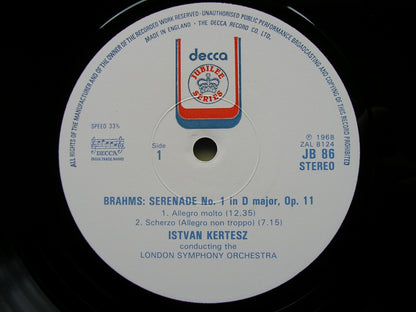 ALL RIGHTS OF THE MANUFACTURER AND OF THE OWNER OF THE RECORDED WORK RESERVED · UNAUTHORISED PUBLIC PERFORMANCE BROADCASTING AND COPYING OF THIS RECORD PROHIBITED
MADE IN ENGLAND · THE DECCA RECORD CO. LTD.
decca
JUBILEE
SERIES
SPEED 33⅓
DECCA
Side
1
℗ 1968
ZAL 8124
JB 86
STEREO
BRAHMS: SERENADE No. 1 in D major, Op. 11
1. Allegro molto (12.35)
2. Scherzo (Allegro non troppo) (7.15)
ISTVAN KERTESZ
conducting the
LONDON SYMPHONY ORCHESTRA